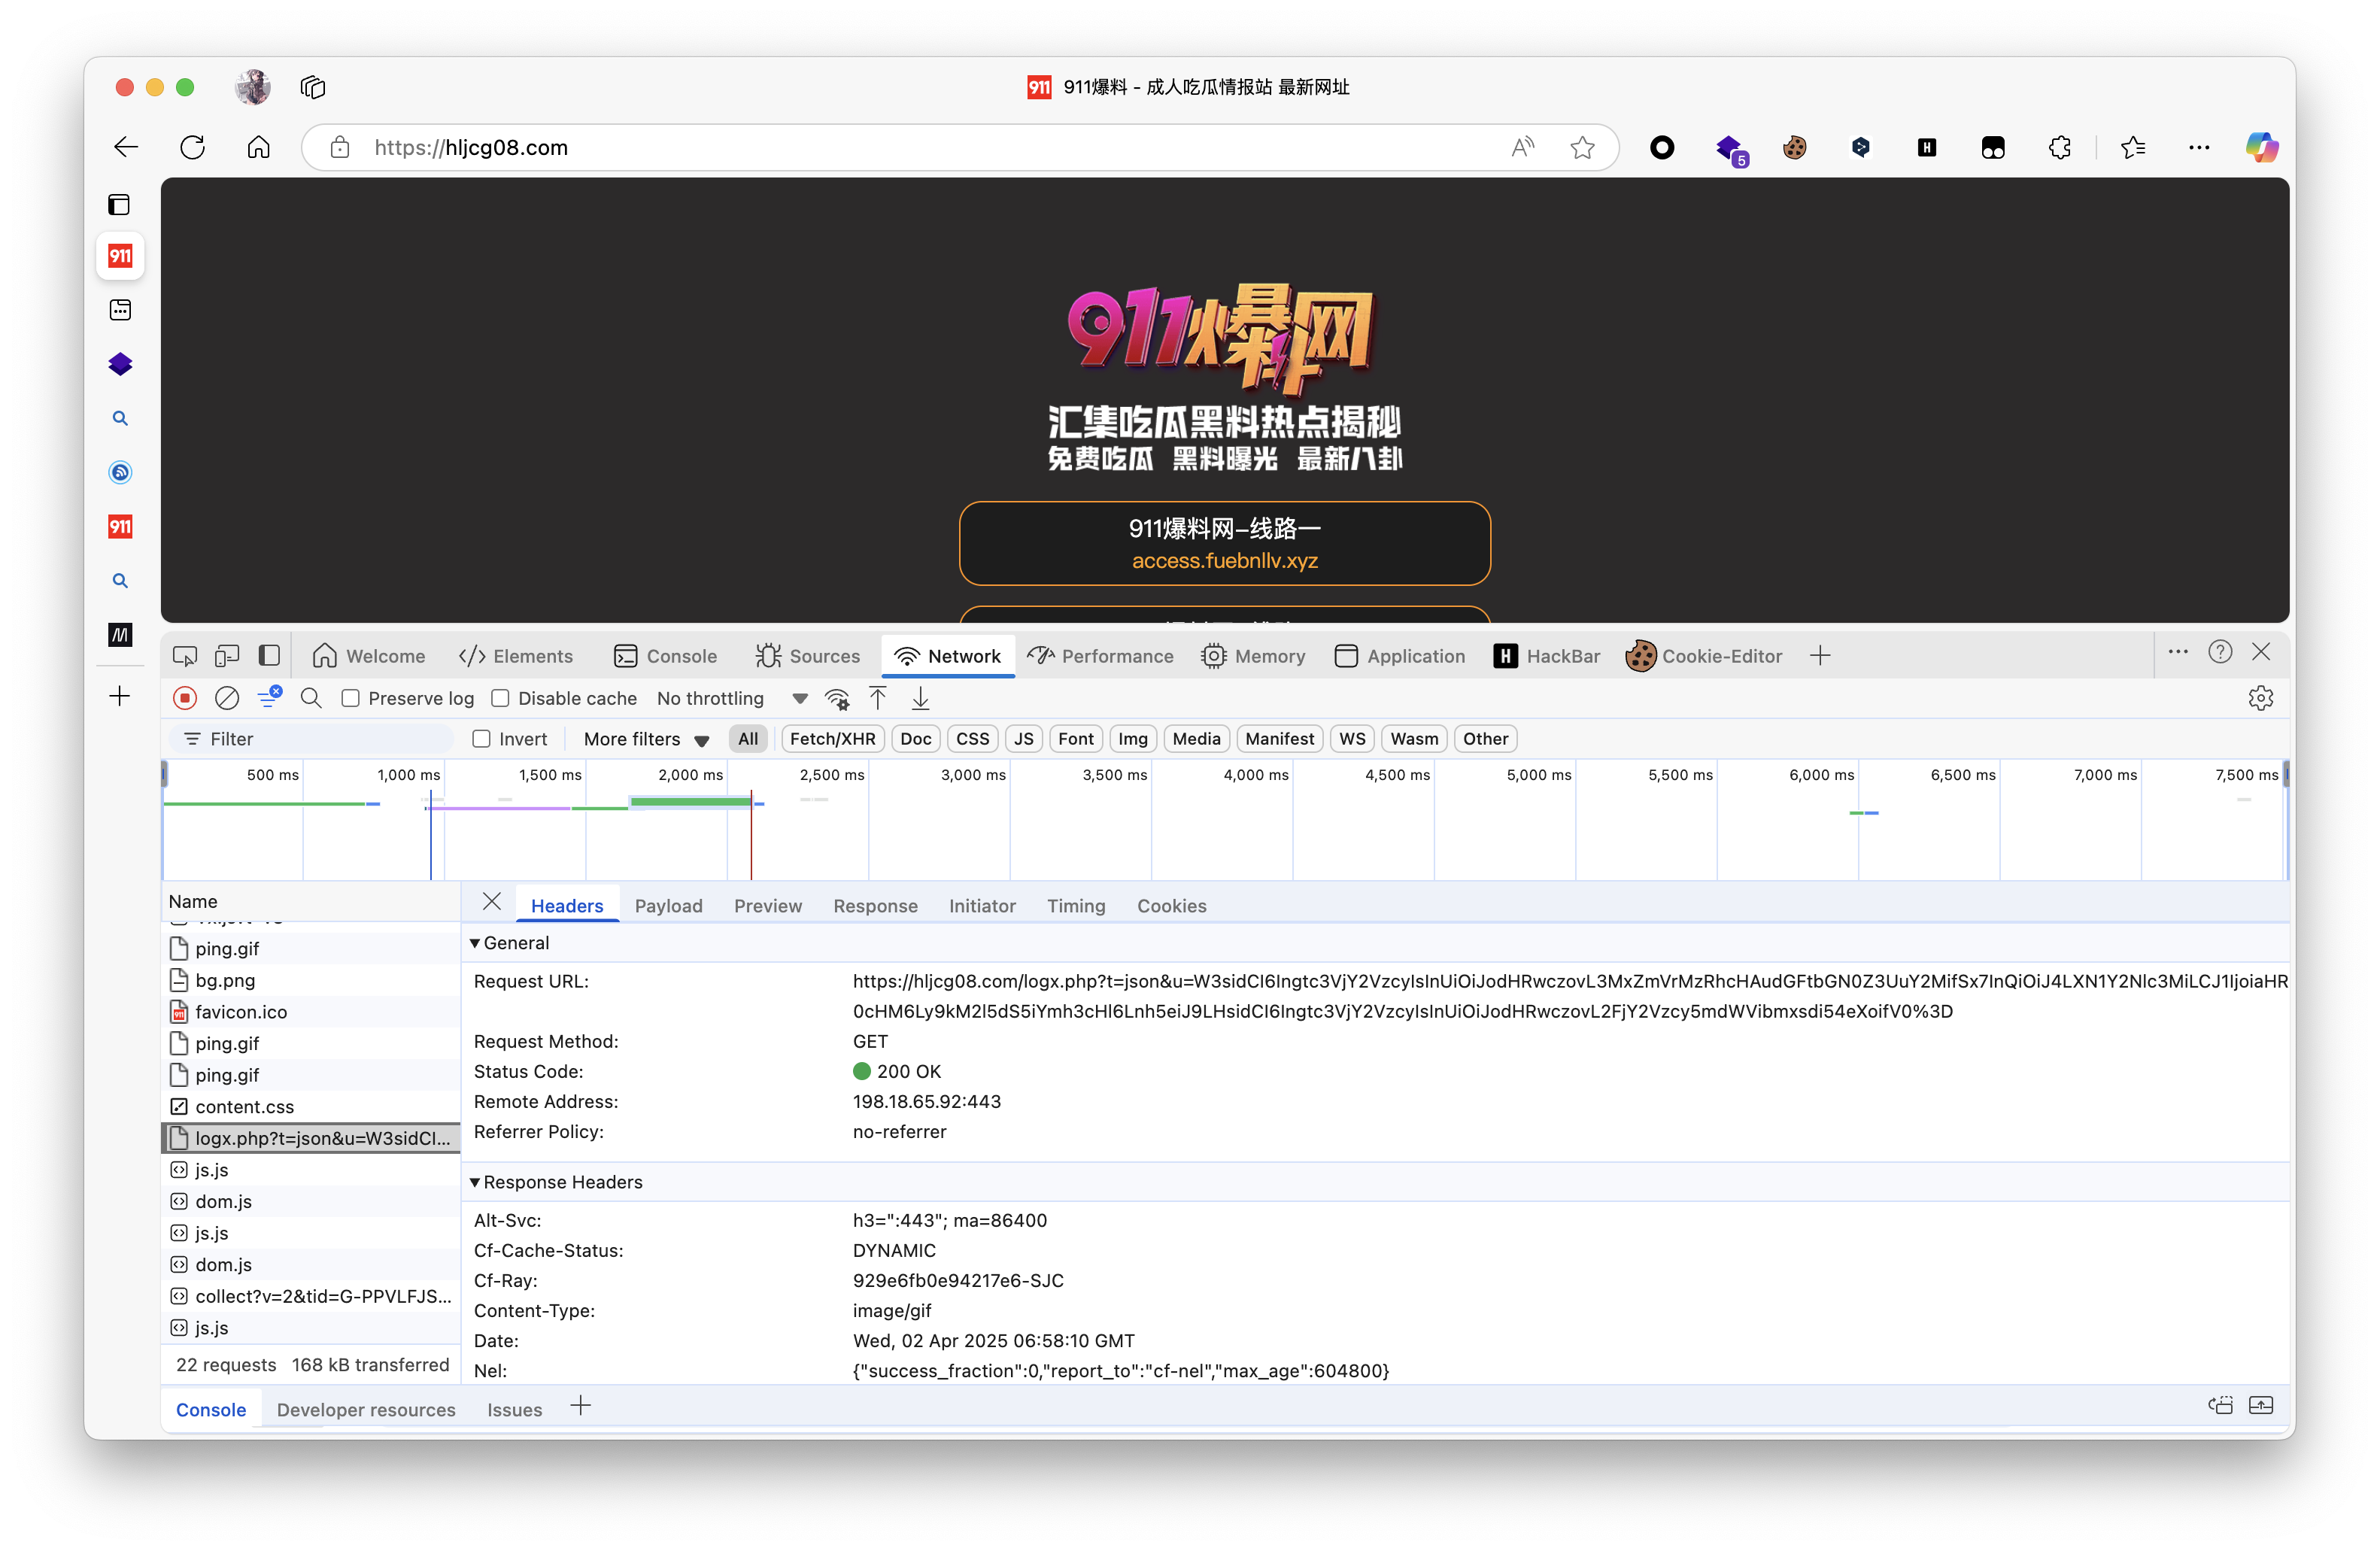 911 911爆料 - 成人吃瓜情报站 最新网址
https://hljcg08.com
5
H
911
911
911爆料网
汇集吃瓜黑料热点揭秘
免费吃瓜 黑料曝光 最新八卦
911爆料网–线路一
access.fuebnllv.xyz
Welcome Elements Console Sources Network Performance Memory Application H HackBar Cookie-Editor
Preserve log Disable cache No throttling
Filter Invert More filters All Fetch/XHR Doc CSS JS Font Img Media Manifest WS Wasm Other
500 ms 1,000 ms 1,500 ms 2,000 ms 2,500 ms 3,000 ms 3,500 ms 4,000 ms 4,500 ms 5,000 ms 5,500 ms 6,000 ms 6,500 ms 7,000 ms 7,500 ms
Name
ping.gif
bg.png
favicon.ico
ping.gif
ping.gif
content.css
logx.php?t=json&u=W3sidCI...
js.js
dom.js
js.js
dom.js
collect?v=2&tid=G-PPVLFJS...
js.js
22 requests 168 kB transferred
Headers Payload Preview Response Initiator Timing Cookies
General
Request URL: https://hljcg08.com/logx.php?t=json&u=W3sidCI6Ingtc3VjY2VzcyIsInUiOiJodHRwczovL3MxZmVrMzRhcHAudGFtbGN0Z3UuY2MifSx7InQiOiJ4LXN1Y2Nlc3MiLCJ1IjoiaHR
0cHM6Ly9kM2l5dS5iYmh3cHl6Lnh5eiJ9LHsidCI6Ingtc3VjY2VzcyIsInUiOiJodHRwczovL2FjY2Vzcy5mdWVibmxsdi54eXoifV0%3D
Request Method: GET
Status Code: 200 OK
Remote Address: 198.18.65.92:443
Referrer Policy: no-referrer
Response Headers
Alt-Svc: h3=":443"; ma=86400
Cf-Cache-Status: DYNAMIC
Cf-Ray: 929e6fb0e94217e6-SJC
Content-Type: image/gif
Date: Wed, 02 Apr 2025 06:58:10 GMT
Nel: {"success_fraction":0,"report_to":"cf-nel","max_age":604800}
Console Developer resources Issues